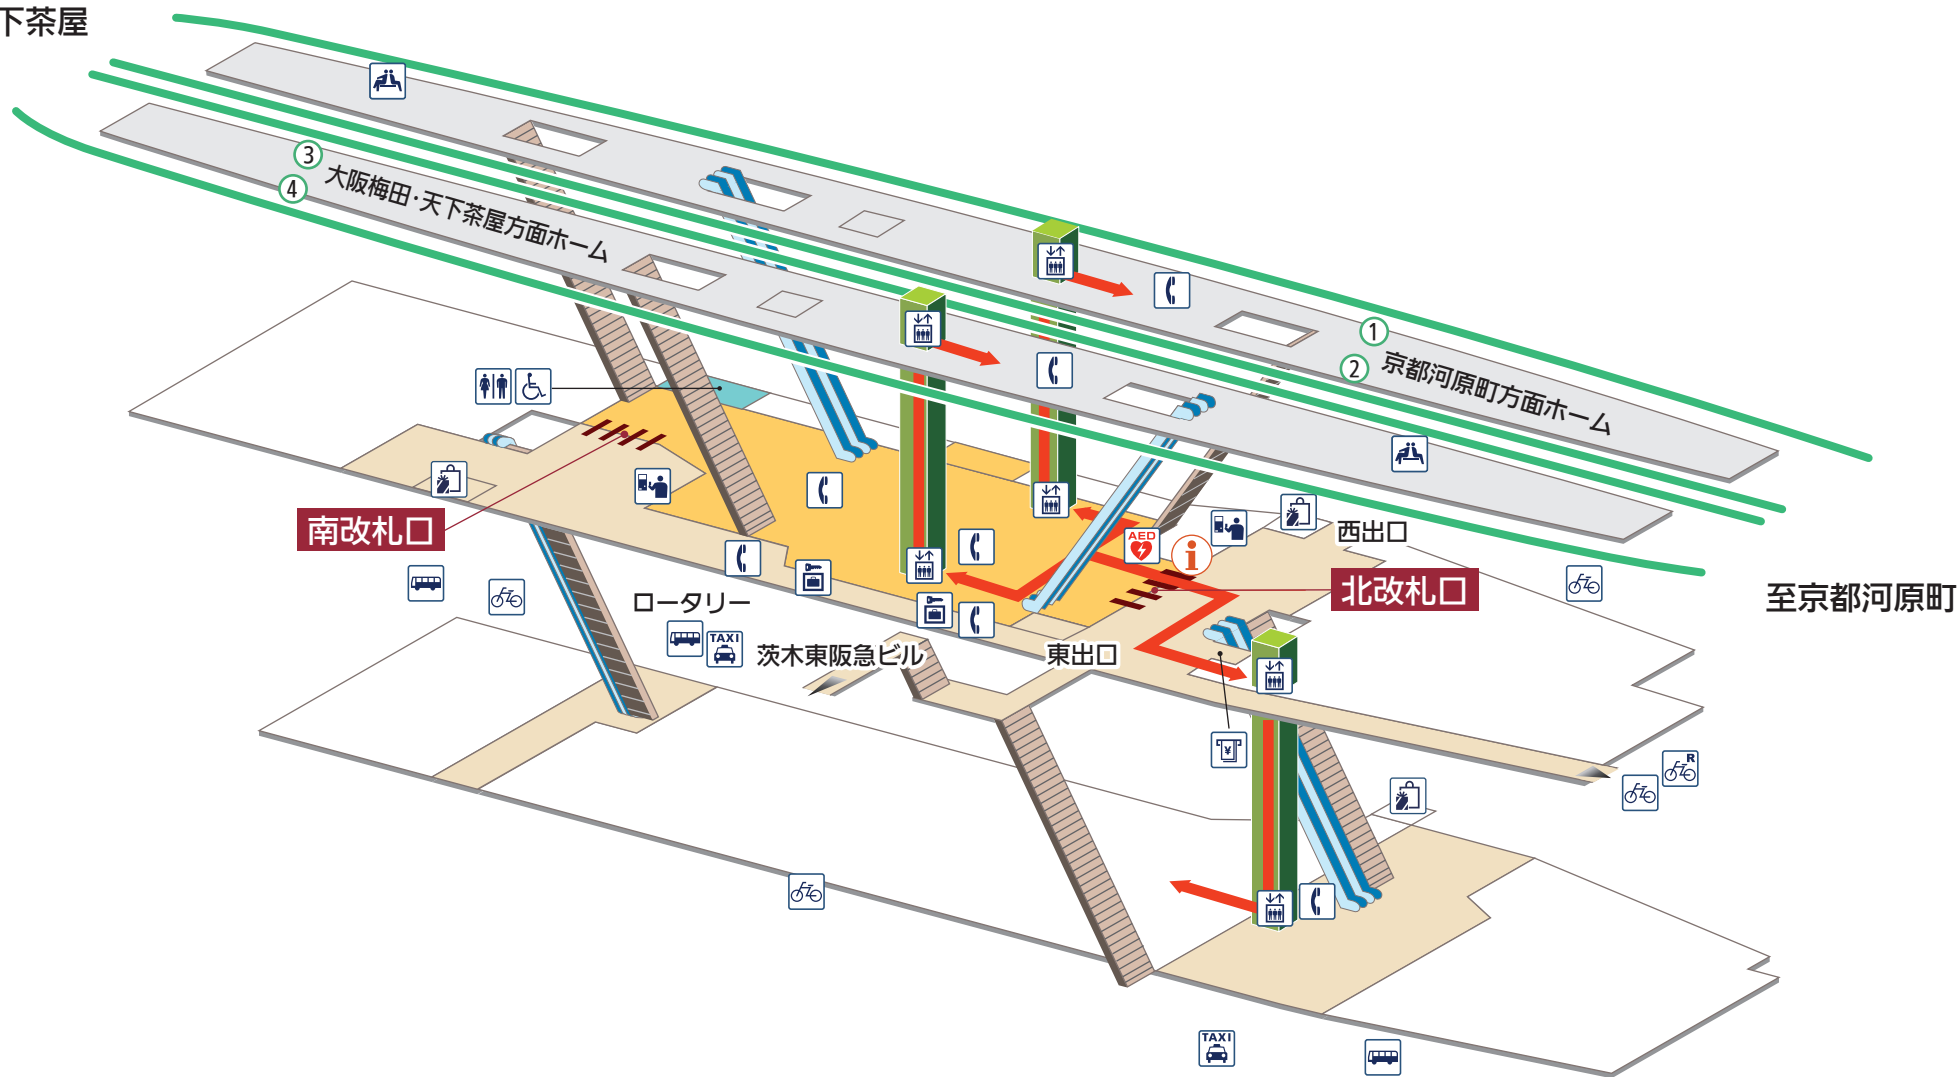 下茶屋
③
④
大阪梅田・天下茶屋方面ホーム
①
②
京都河原町方面ホーム
南改札口
AED
i
西出口
北改札口
至京都河原町
ロータリー
TAXI
茨木東阪急ビル
東出口
¥
R
TAXI